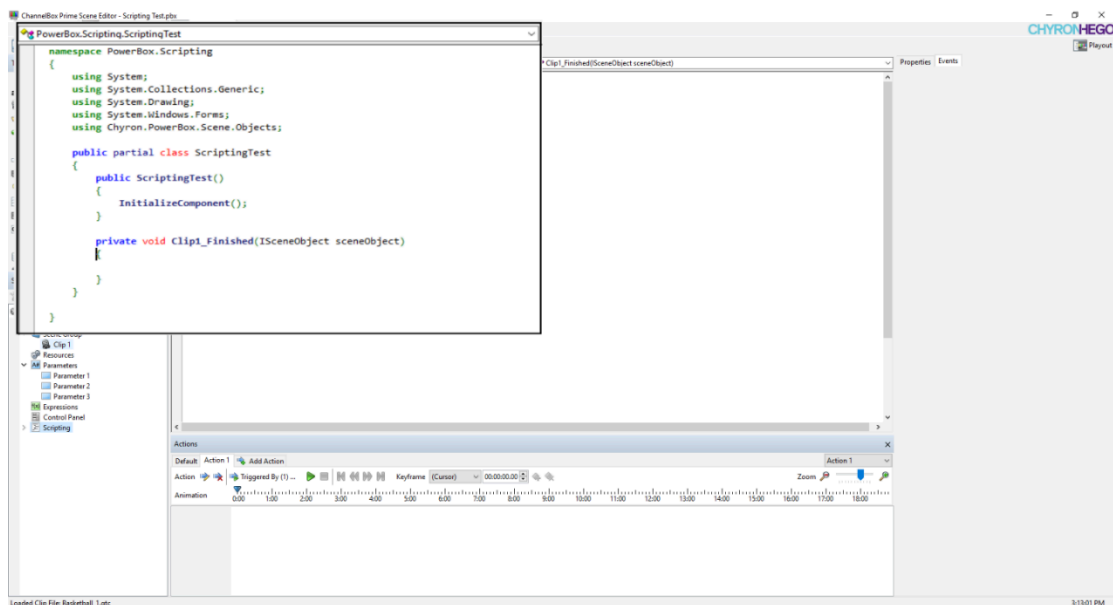 ChannelBox Prime Scene Editor - Scripting Test.pbx
CHYRONHEGO
PowerBox.Scripting.ScriptingTest
Playout
Clip1_Finished(ISceneObject sceneObject)
Properties Events
namespace PowerBox.Scripting
{
using System;
using System.Collections.Generic;
using System.Drawing;
using System.Windows.Forms;
using Chyron.PowerBox.Scene.Objects;
public partial class ScriptingTest
{
public ScriptingTest()
{
InitializeComponent();
}
private void Clip1_Finished(ISceneObject sceneObject)
{
}
}
}
Scene Group
Clip 1
Resources
Parameters
Parameter 1
Parameter 2
Parameter 3
Expressions
Control Panel
Scripting
Actions
Default Action 1 Add Action Action 1
Action Triggered By (1) ... Keyframe (Cursor) 00:00:00.00 Zoom
Animation 0:00 1:00 2:00 3:00 4:00 5:00 6:00 7:00 8:00 9:00 10:00 11:00 12:00 13:00 14:00 15:00 16:00 17:00 18:00
Loaded Clip File: Basketball_1.qtc 3:13:01 PM